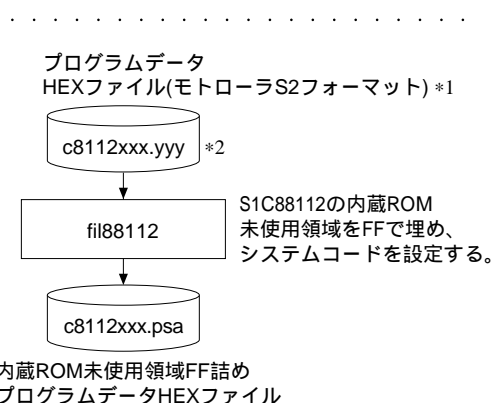 プログラムデータ
HEXファイル(モトローラS2フォーマット) *1
c8112xxx.yyy *2
fil88112
S1C88112の内蔵ROM
未使用領域をFFで埋め、
システムコードを設定する。
c8112xxx.psa
内蔵ROM未使用領域FF詰め
プログラムデータHEXファイル